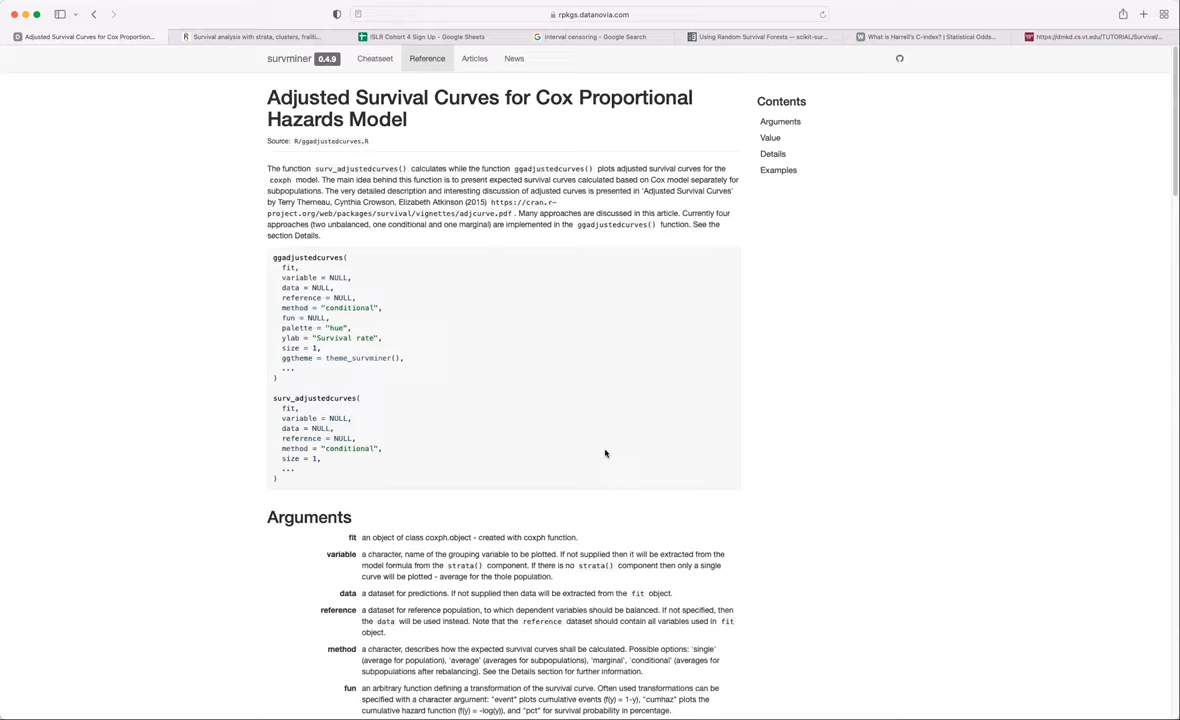 rpkgs.datanovia.com
Adjusted Survival Curves for Cox Proportion...
Survival analysis with strata, clusters, frailti...
ISLR Cohort 4 Sign Up - Google Sheets
interval censoring - Google Search
Using Random Survival Forests — scikit-sur...
What is Harrell's C-index? | Statistical Odds...
https://dmkd.cs.vt.edu/TUTORIAL/Survival/...
survminer 0.4.9 Cheatseet Reference Articles News
Adjusted Survival Curves for Cox Proportional
Hazards Model
Source: R/ggadjustedcurves.R
The function surv_adjustedcurves() calculates while the function ggadjustedcurves() plots adjusted survival curves for the
coxph model. The main idea behind this function is to present expected survival curves calculated based on Cox model separately for
subpopulations. The very detailed description and interesting discussion of adjusted curves is presented in 'Adjusted Survival Curves'
by Terry Therneau, Cynthia Crowson, Elizabeth Atkinson (2015) https://cran.r-
project.org/web/packages/survival/vignettes/adjcurve.pdf. Many approaches are discussed in this article. Currently four
approaches (two unbalanced, one conditional and one marginal) are implemented in the ggadjustedcurves() function. See the
section Details.
ggadjustedcurves(
fit,
variable = NULL,
data = NULL,
reference = NULL,
method = "conditional",
fun = NULL,
palette = "hue",
ylab = "Survival rate",
size = 1,
ggtheme = theme_survminer(),
...
)
surv_adjustedcurves(
fit,
variable = NULL,
data = NULL,
reference = NULL,
method = "conditional",
size = 1,
...
)
Arguments
fit an object of class coxph.object - created with coxph function.
variable a character, name of the grouping variable to be plotted. If not supplied then it will be extracted from the
model formula from the strata() component. If there is no strata() component then only a single
curve will be plotted - average for the thole population.
data a dataset for predictions. If not supplied then data will be extracted from the fit object.
reference a dataset for reference population, to which dependent variables should be balanced. If not specified, then
the data will be used instead. Note that the reference dataset should contain all variables used in fit
object.
method a character, describes how the expected survival curves shall be calculated. Possible options: 'single'
(average for population), 'average' (averages for subpopulations), 'marginal', 'conditional' (averages for
subpopulations after rebalancing). See the Details section for further information.
fun an arbitrary function defining a transformation of the survival curve. Often used transformations can be
specified with a character argument: "event" plots cumulative events (f(y) = 1-y), "cumhaz" plots the
cumulative hazard function (f(y) = -log(y)), and "pct" for survival probability in percentage.
Contents
Arguments
Value
Details
Examples